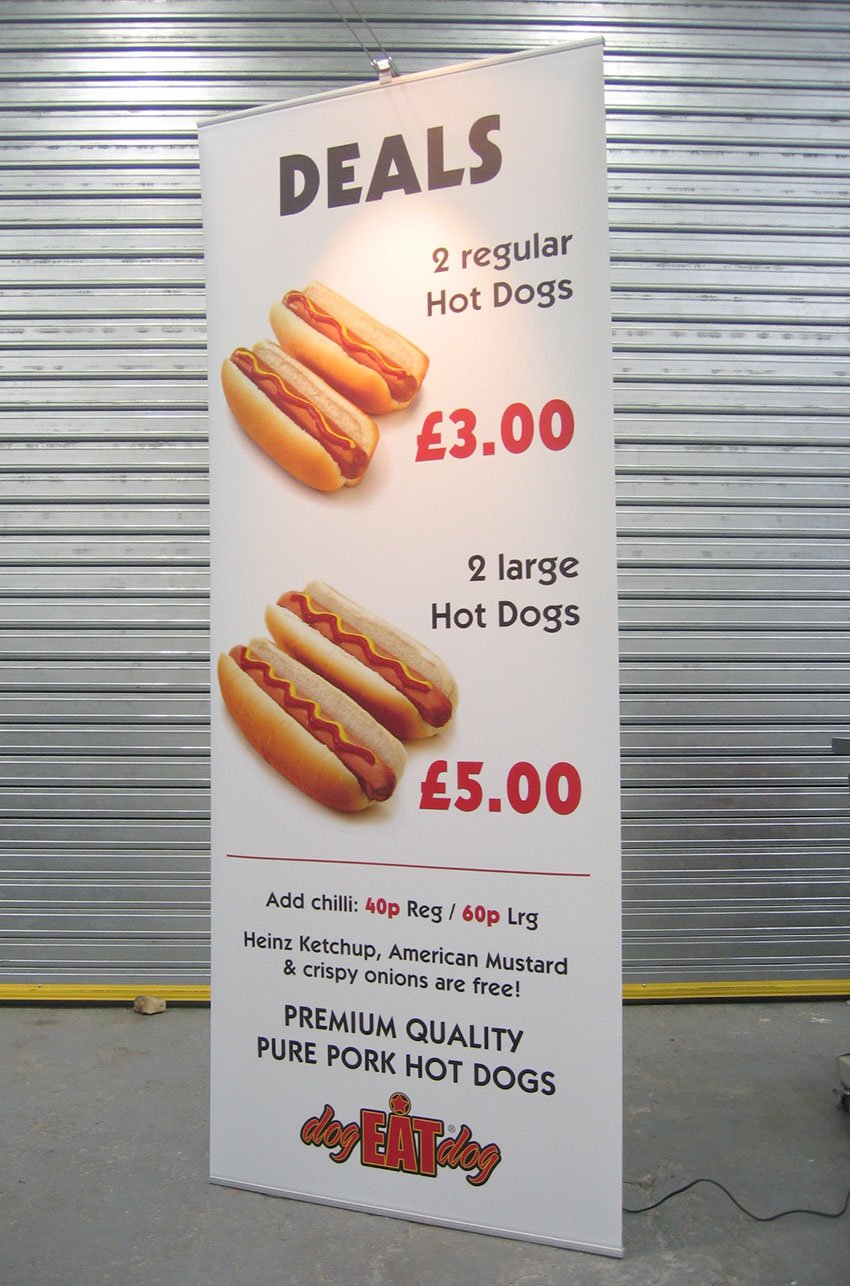 DEALS
2 regular
Hot Dogs
£3.00
2 large
Hot Dogs
£5.00
Add chilli: 40p Reg / 60p Lrg
Heinz Ketchup, American Mustard
& crispy onions are free!
PREMIUM QUALITY
PURE PORK HOT DOGS
dog EAT dog®